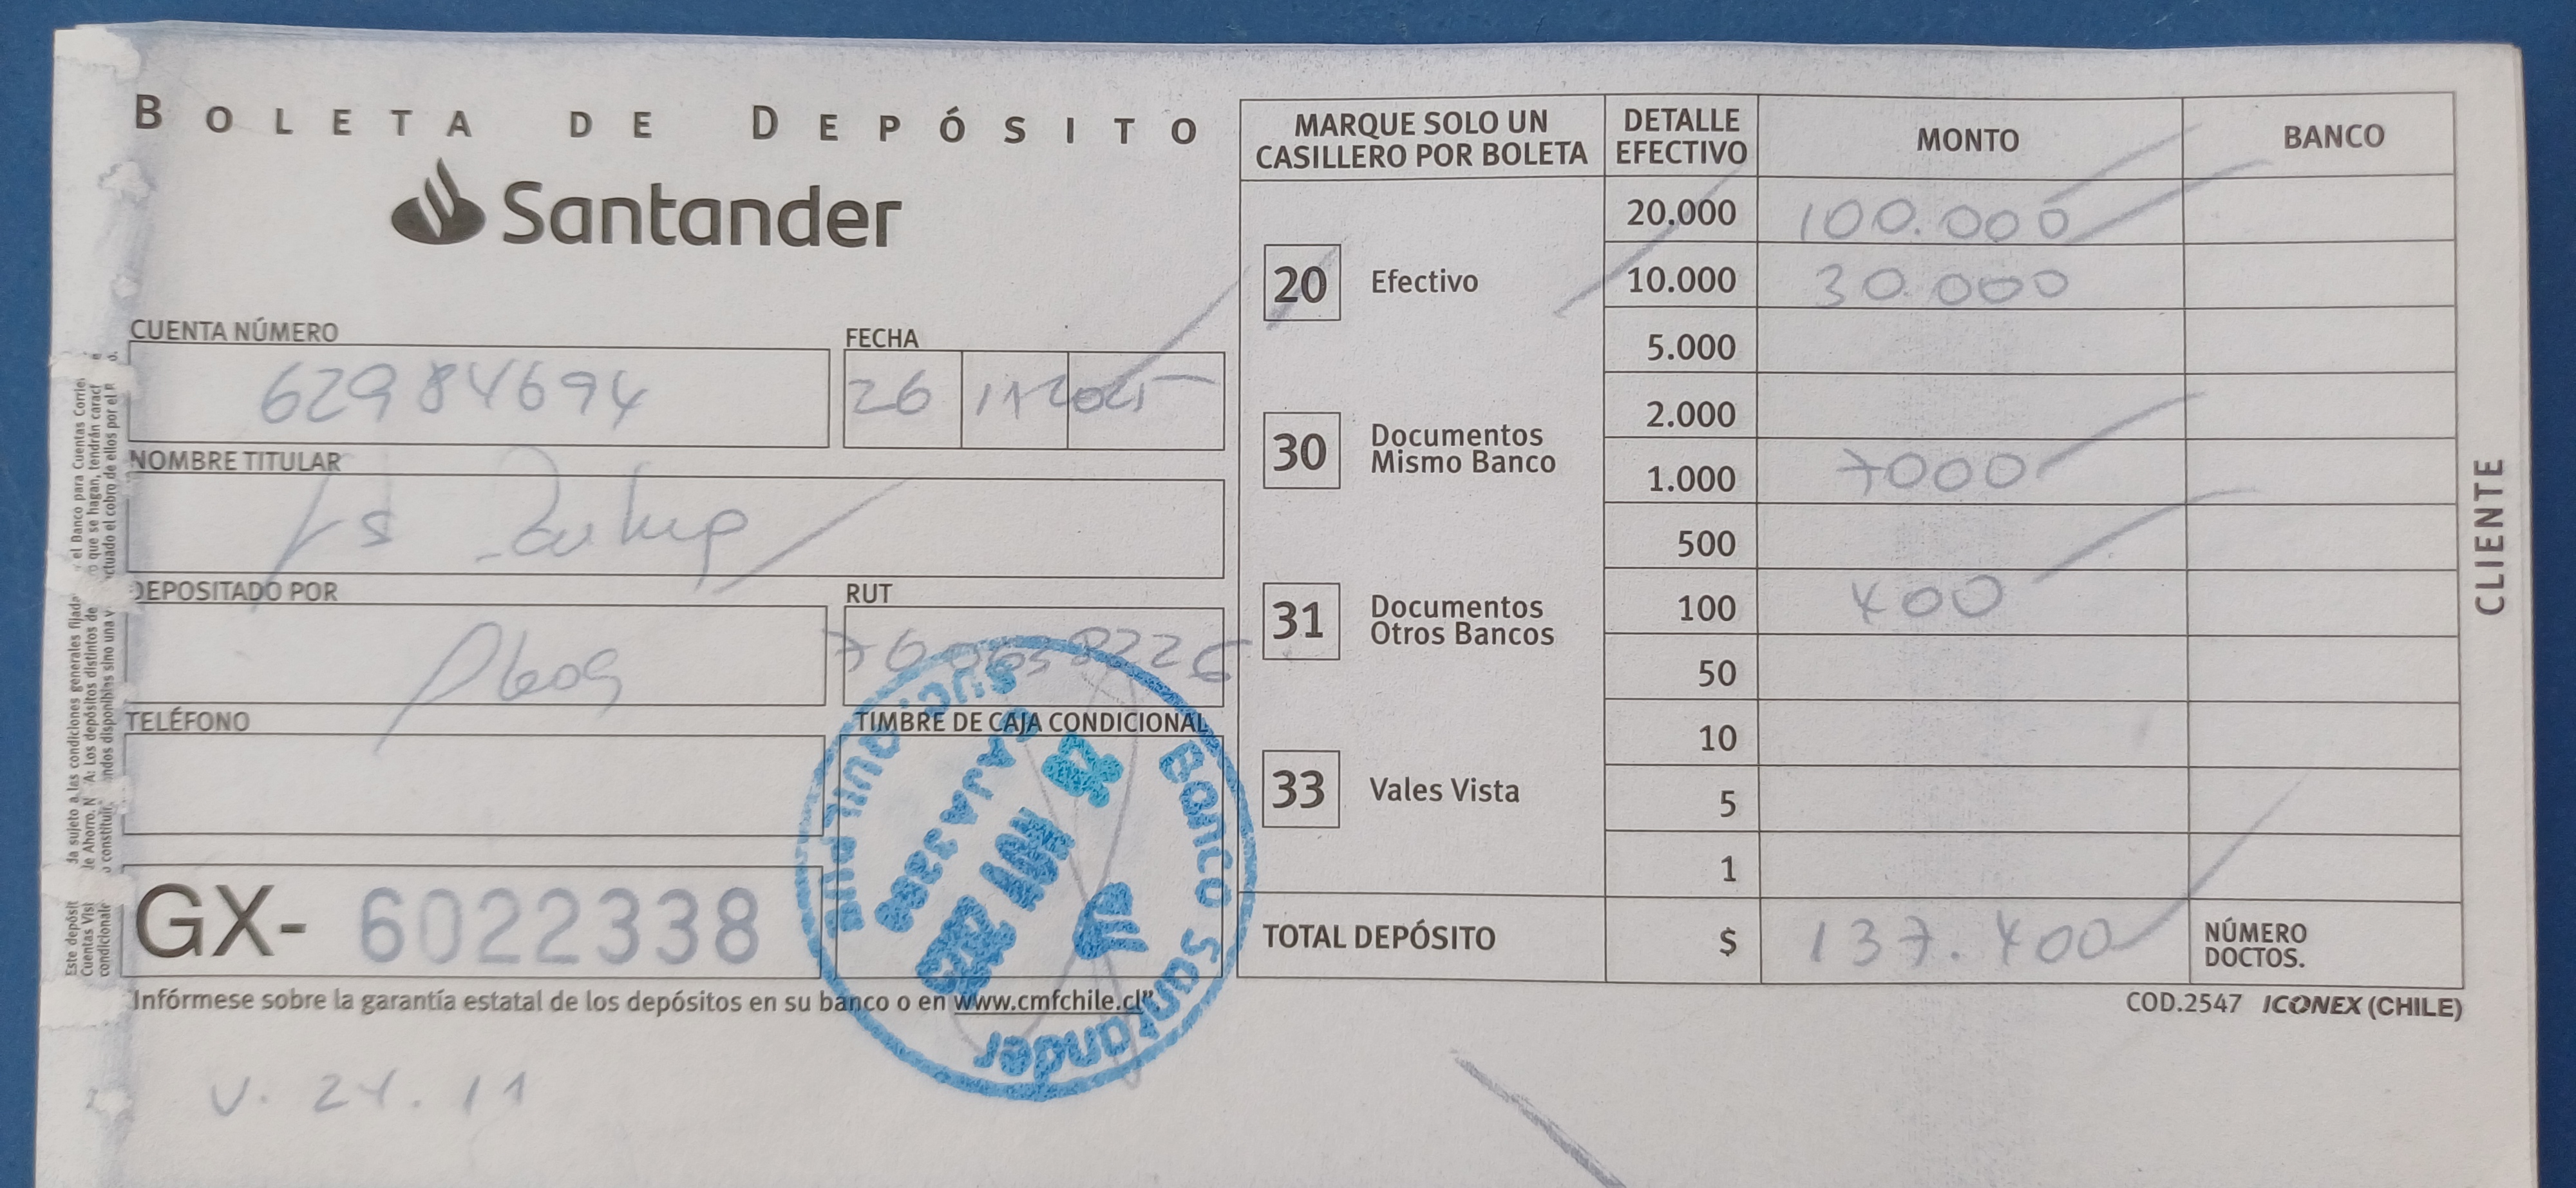 BOLETA DE DEPÓSITO
Santander
CUENTA NÚMERO
62984694
FECHA
26 11 2025
NOMBRE TITULAR
DEPOSITADO POR
RUT
TELÉFONO
TIMBRE DE CAJA CONDICIONAL
Banco Santander
CAJA
NOV
GX- 6022338
Infórmese sobre la garantía estatal de los depósitos en su banco o en www.cmfchile.cl"
v. 24.11
MARQUE SOLO UN CASILLERO POR BOLETA
20 Efectivo
30 Documentos Mismo Banco
31 Documentos Otros Bancos
33 Vales Vista
DETALLE EFECTIVO MONTO BANCO
20.000 100.000
10.000 30.000
5.000
2.000
1.000 7000
500
100 400
50
10
5
1
TOTAL DEPÓSITO $ 137.400 NÚMERO DOCTOS.
COD.2547 ICONEX (CHILE)
CLIENTE